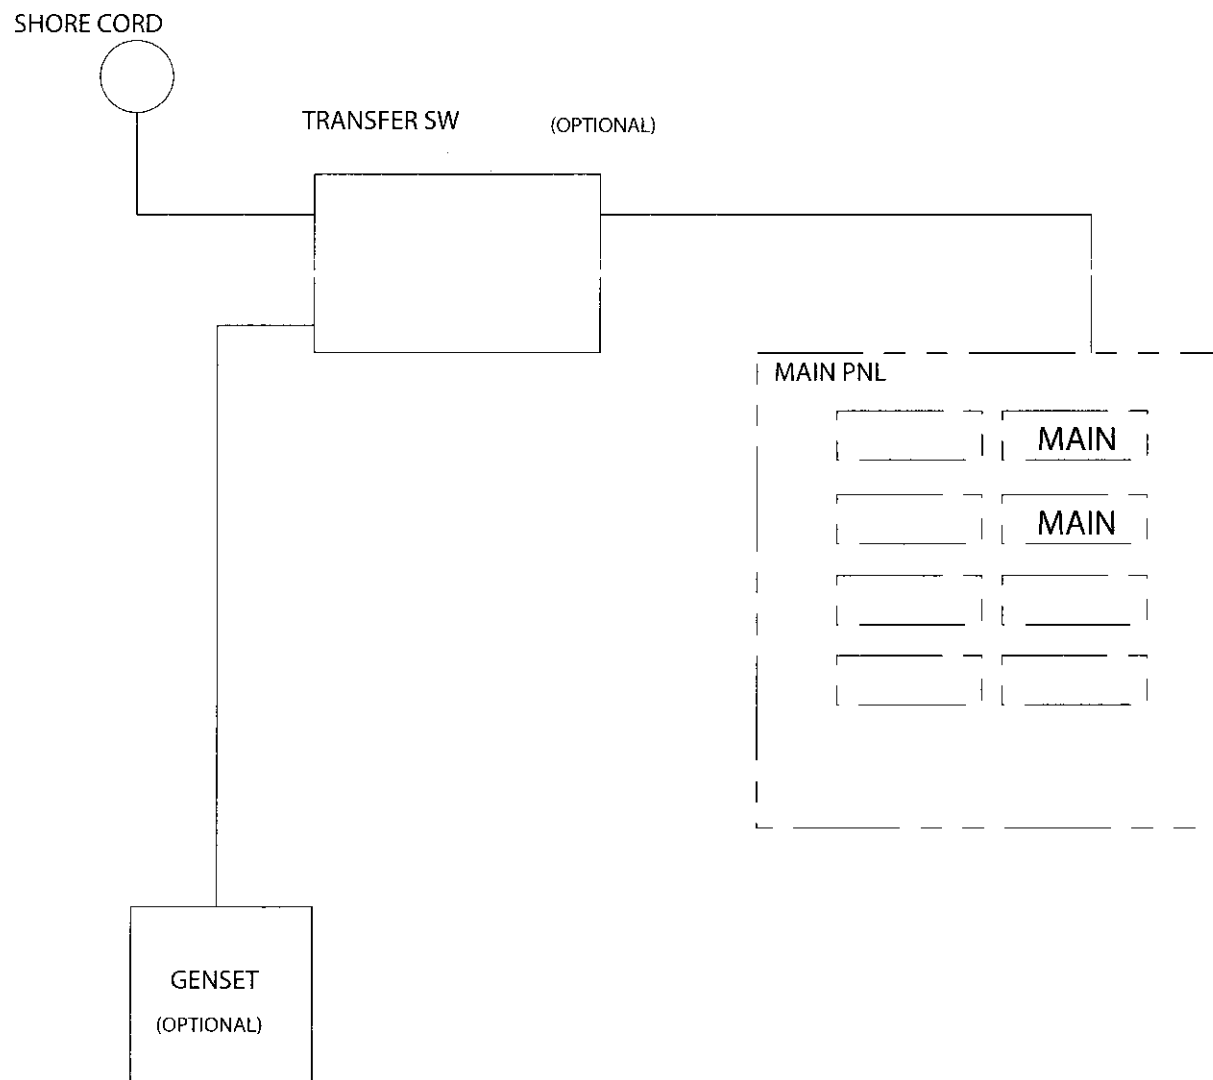 SHORE CORD
TRANSFER SW (OPTIONAL)
MAIN PNL
MAIN
MAIN
GENSET
(OPTIONAL)